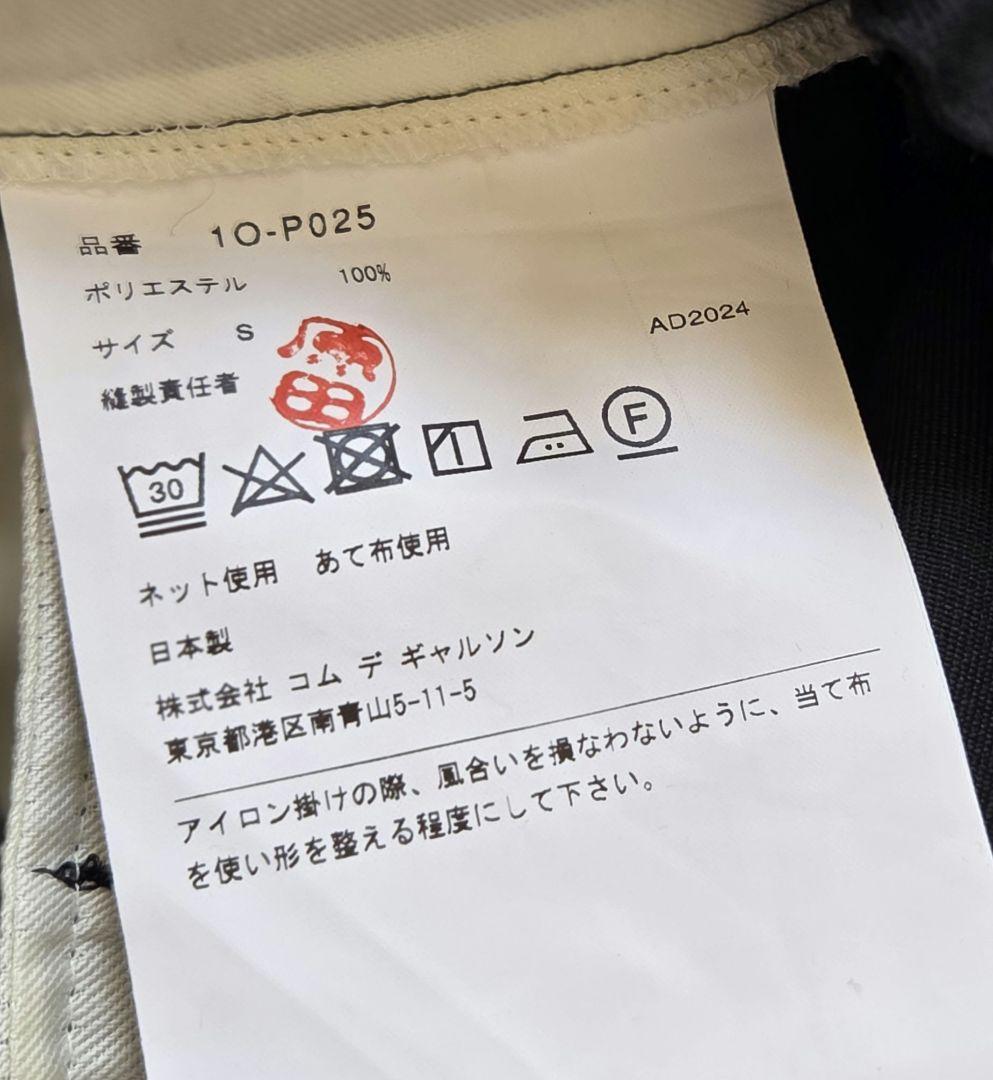 品番 1O-P025
ポリエステル 100%
サイズ S
AD2024
縫製責任者
30
F
ネット使用 あて布使用
日本製
株式会社 コム デ ギャルソン
東京都港区南青山5-11-5
アイロン掛けの際、風合いを損なわないように、当て布
を使い形を整える程度にして下さい。